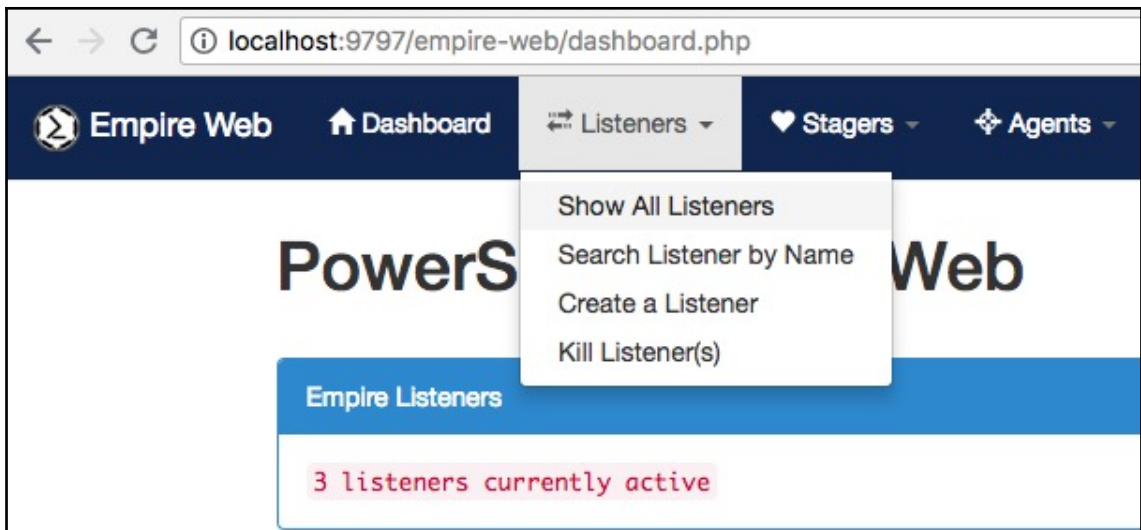 localhost:9797/empire-web/dashboard.php
Empire Web Dashboard Listeners Stagers Agents
Show All Listeners
Search Listener by Name
Create a Listener
Kill Listener(s)
PowerS Web
Empire Listeners
3 listeners currently active